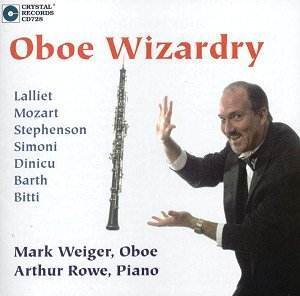 CRYSTAL®
RECORDS
CD728
Oboe Wizardry
Lalliet
Mozart
Stephenson
Simoni
Dinicu
Barth
Bitti
Mark Weiger, Oboe
Arthur Rowe, Piano